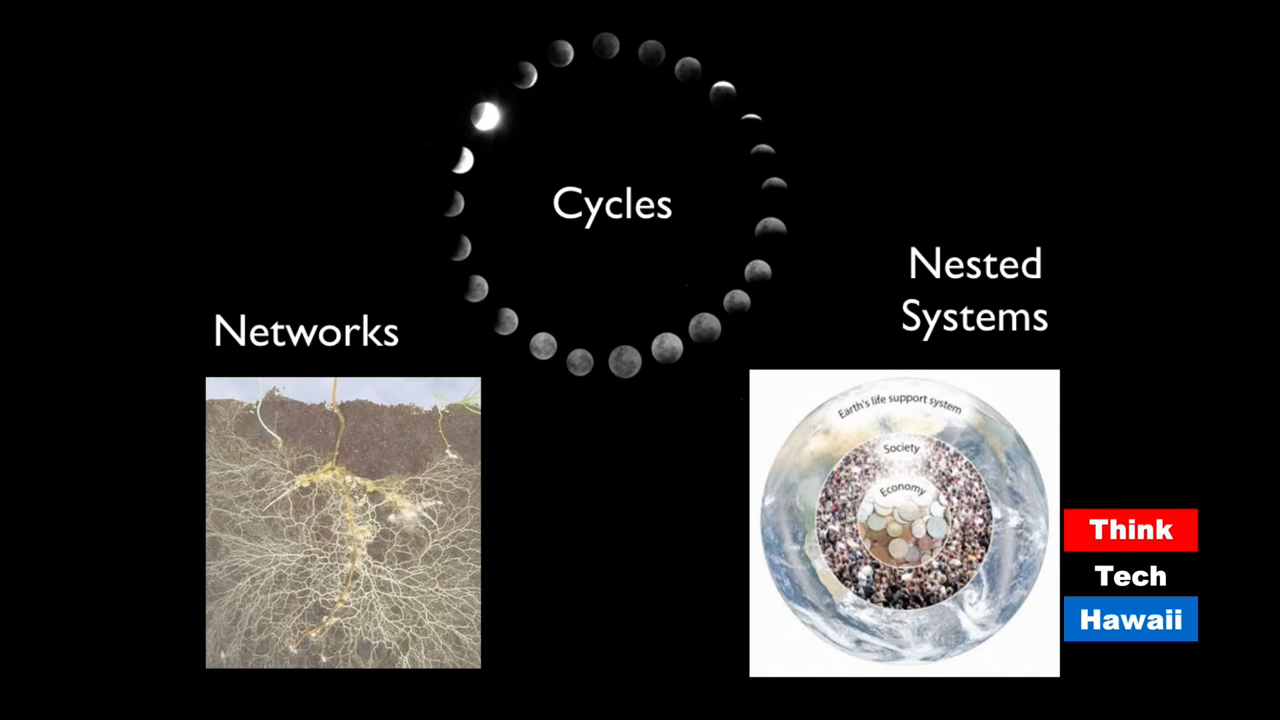 Cycles
Nested
Systems
Networks
Earth's life support system
Society
Economy
Think
Tech
Hawaii